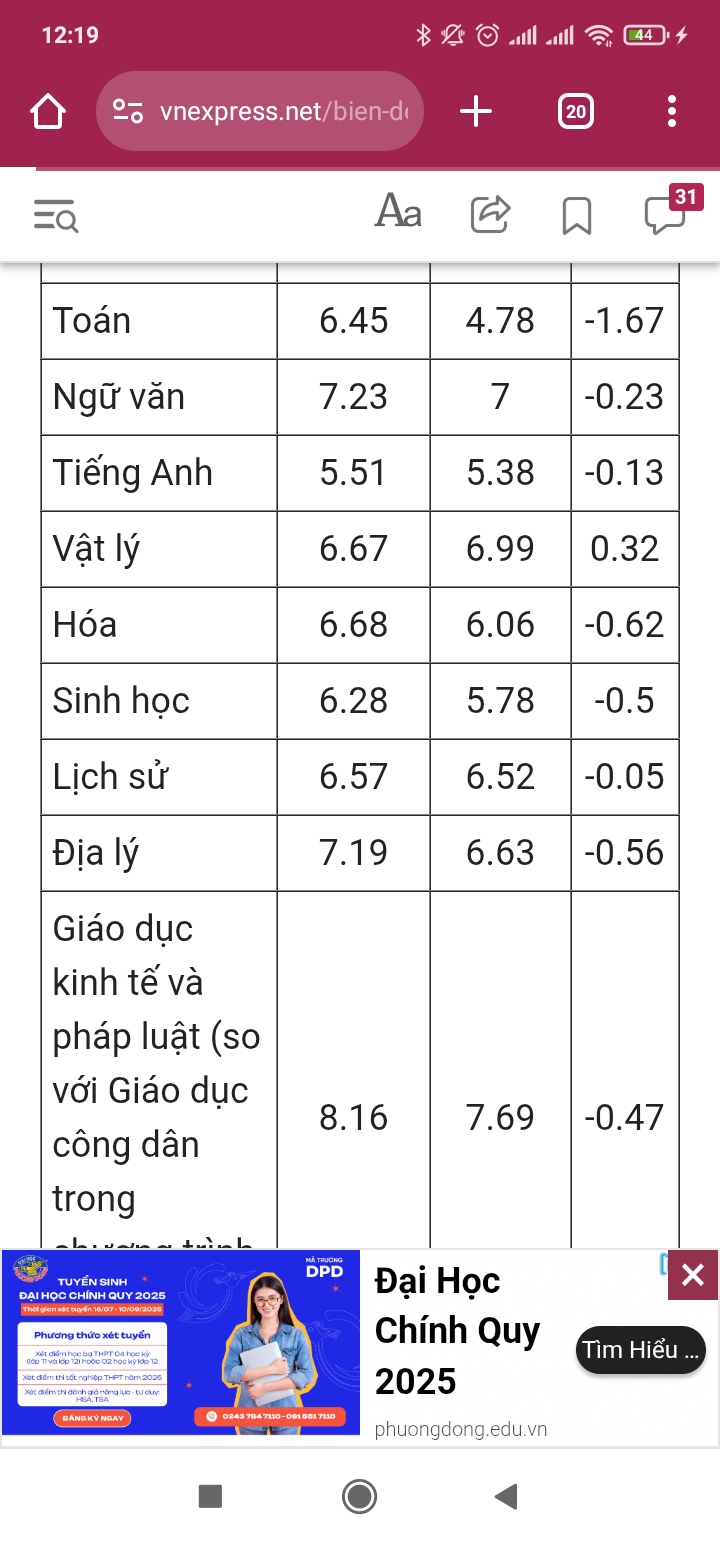 12:19
44
vnexpress.net/bien-d
20
Aa
31
Toán 6.45 4.78 -1.67
Ngữ văn 7.23 7 -0.23
Tiếng Anh 5.51 5.38 -0.13
Vật lý 6.67 6.99 0.32
Hóa 6.68 6.06 -0.62
Sinh học 6.28 5.78 -0.5
Lịch sử 6.57 6.52 -0.05
Địa lý 7.19 6.63 -0.56
Giáo dục
kinh tế và
pháp luật (so
với Giáo dục
công dân
trong
8.16 7.69 -0.47
TUYỂN SINH
ĐẠI HỌC CHÍNH QUY 2025
Thời gian xét tuyển 16/07 - 10/09/2025
Phương thức xét tuyển
Xét điểm học bạ THPT 04 học kỳ
(lớp 11 và lớp 12) hoặc 02 học kỳ lớp 12
Xét điểm thi tốt nghiệp THPT năm 2025
Xét điểm thi đánh giá năng lực - tư duy:
HSA, TSA
ĐĂNG KÝ NGAY
MÃ TRƯỜNG
DPD
0243 784 7110 - 091 551 7110
Đại Học
Chính Quy
2025
phuongdong.edu.vn
Tìm Hiểu ...